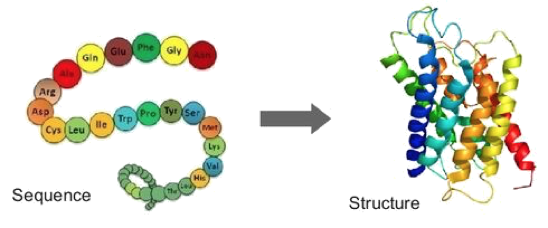 Gln Glu Phe Gly Asn
Ala
Arg
Asp
Cys Leu Ile Trp Pro Tyr Ser
Met
Lys
Val
His
Leu
Sequence
Structure